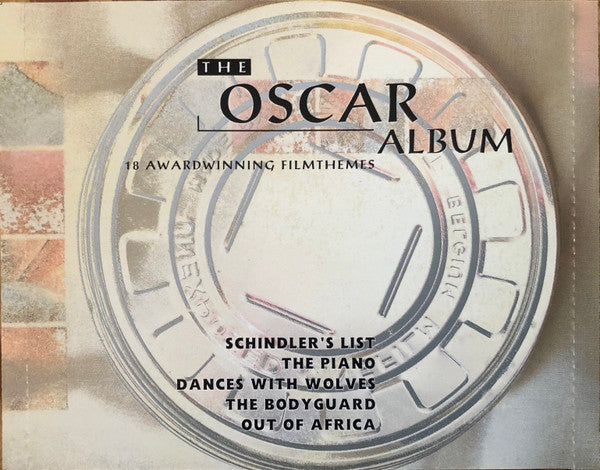 THE
OSCAR
ALBUM
18 AWARDWINNING FILMTHEMES
SCHINDLER'S LIST
THE PIANO
DANCES WITH WOLVES
THE BODYGUARD
OUT OF AFRICA